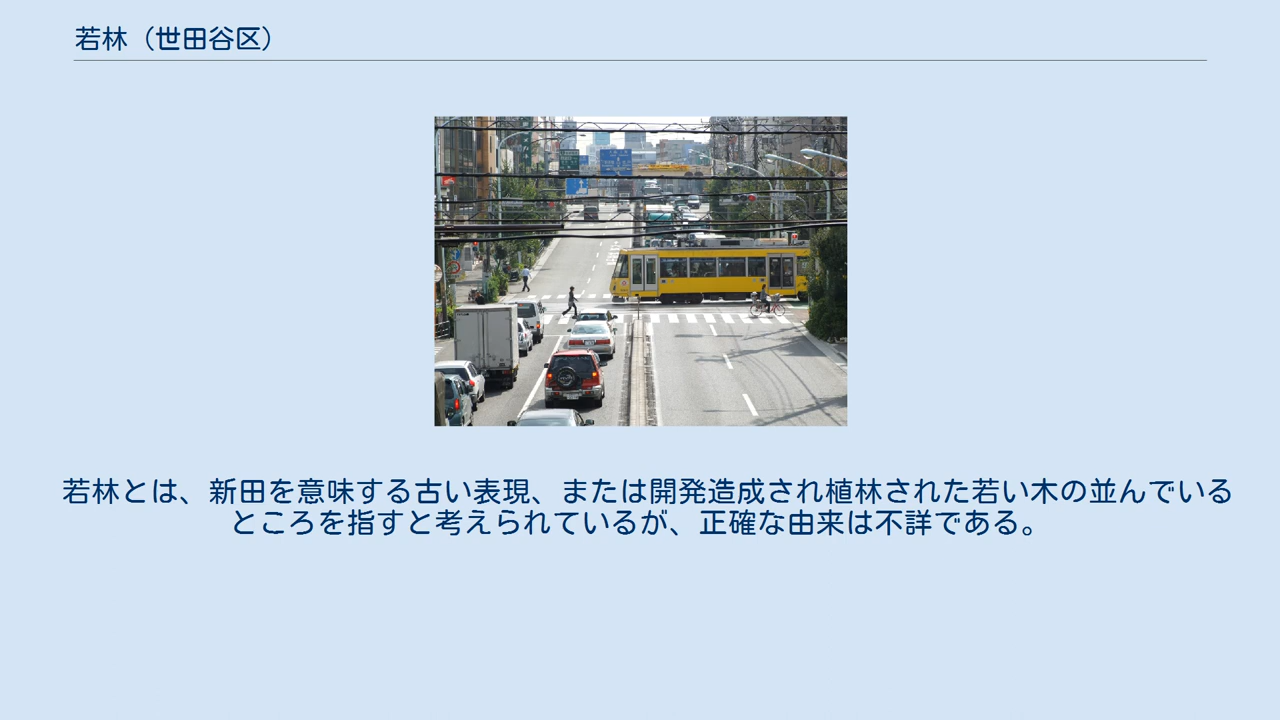 若林（世田谷区）
若林とは、新田を意味する古い表現、または開発造成され植林された若い木の並んでいる
ところを指すと考えられているが、正確な由来は不詳である。